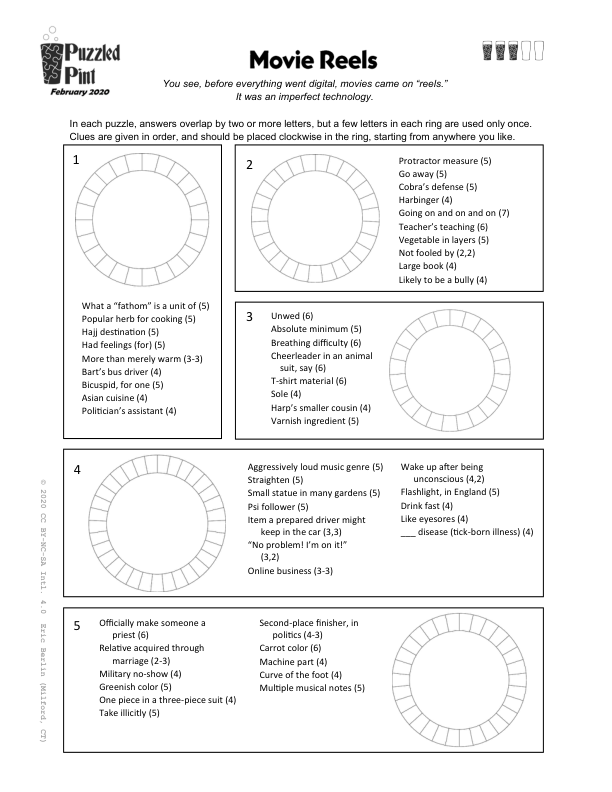 Puzzled
Pint
February 2020
Movie Reels
You see, before everything went digital, movies came on “reels.”
It was an imperfect technology.
In each puzzle, answers overlap by two or more letters, but a few letters in each ring are used only once.
Clues are given in order, and should be placed clockwise in the ring, starting from anywhere you like.
1
What a “fathom” is a unit of (5)
Popular herb for cooking (5)
Hajj destination (5)
Had feelings (for) (5)
More than merely warm (3-3)
Bart’s bus driver (4)
Bicuspid, for one (5)
Asian cuisine (4)
Politician’s assistant (4)
2
Protractor measure (5)
Go away (5)
Cobra’s defense (5)
Harbinger (4)
Going on and on and on (7)
Teacher’s teaching (6)
Vegetable in layers (5)
Not fooled by (2,2)
Large book (4)
Likely to be a bully (4)
3
Unwed (6)
Absolute minimum (5)
Breathing difficulty (6)
Cheerleader in an animal
suit, say (6)
T-shirt material (6)
Sole (4)
Harp’s smaller cousin (4)
Varnish ingredient (5)
4
Aggressively loud music genre (5)
Straighten (5)
Small statue in many gardens (5)
Psi follower (5)
Item a prepared driver might
keep in the car (3,3)
“No problem! I’m on it!”
(3,2)
Online business (3-3)
Wake up after being
unconscious (4,2)
Flashlight, in England (5)
Drink fast (4)
Like eyesores (4)
___ disease (tick-born illness) (4)
5
Officially make someone a
priest (6)
Relative acquired through
marriage (2-3)
Military no-show (4)
Greenish color (5)
One piece in a three-piece suit (4)
Take illicitly (5)
Second-place finisher, in
politics (4-3)
Carrot color (6)
Machine part (4)
Curve of the foot (4)
Multiple musical notes (5)
© 2020 CC BY-NC-SA Intl. 4.0 Eric Berlin (Milford, CT)